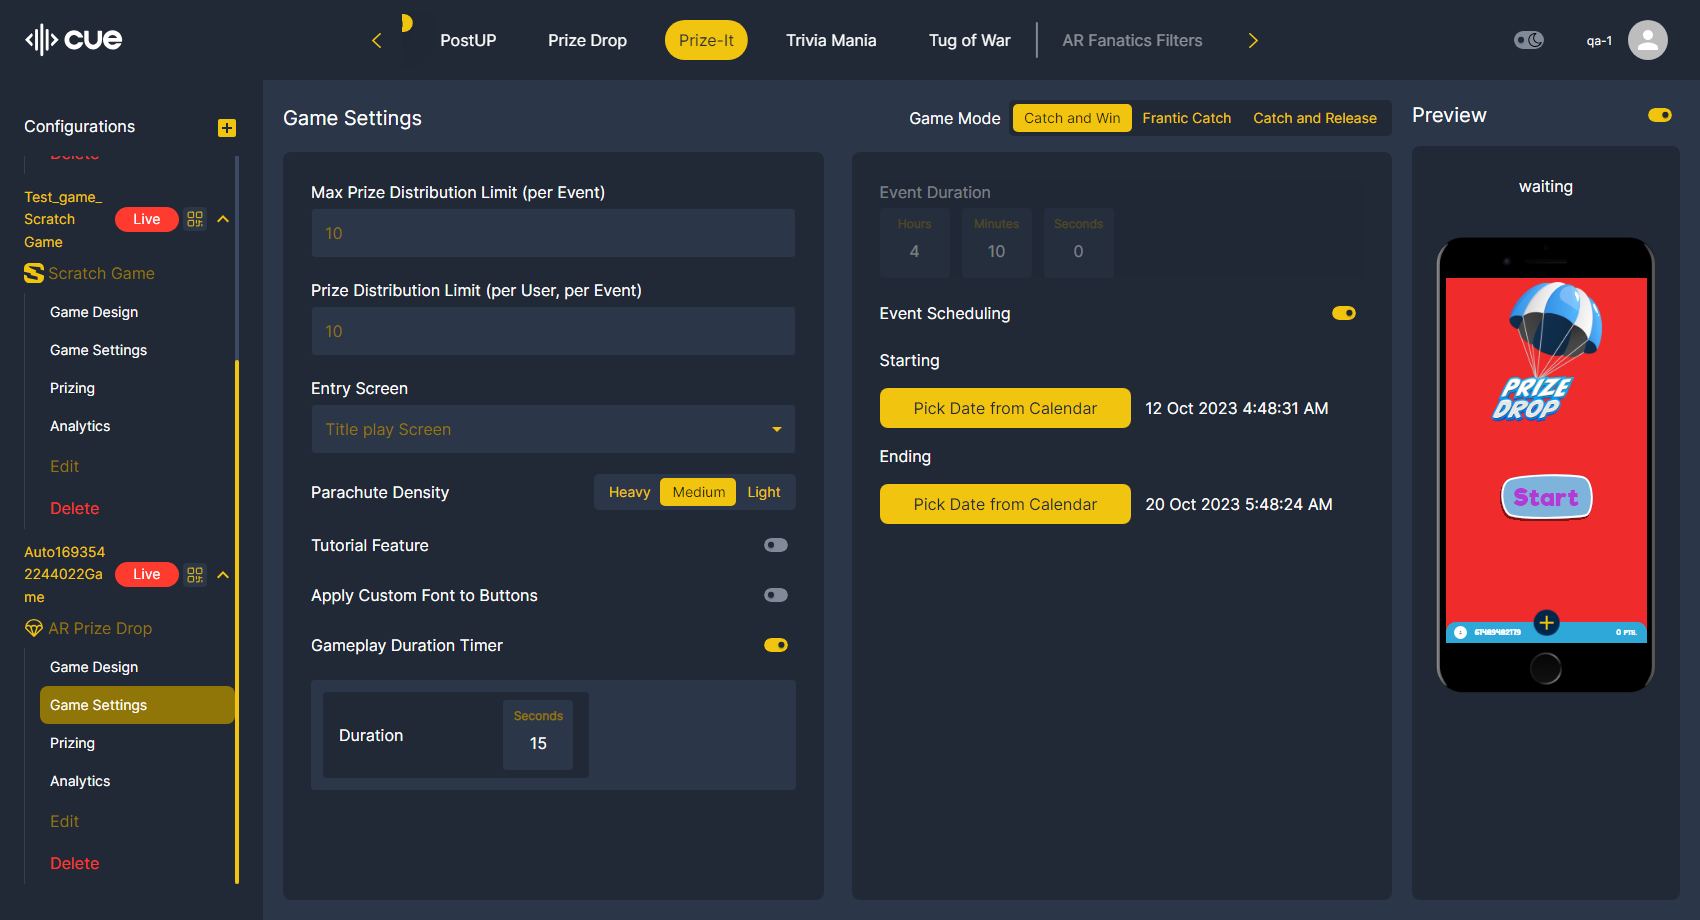 cue
PostUP
Prize Drop
Prize-It
Trivia Mania
Tug of War
AR Fanatics Filters
qa-1
Configurations
Delete
Test_game_
Scratch
Game
Live
Scratch Game
Game Design
Game Settings
Prizing
Analytics
Edit
Delete
Auto169354
2244022Ga
me
Live
AR Prize Drop
Game Design
Game Settings
Prizing
Analytics
Edit
Delete
Game Settings
Game Mode
Catch and Win
Frantic Catch
Catch and Release
Max Prize Distribution Limit (per Event)
10
Prize Distribution Limit (per User, per Event)
10
Entry Screen
Title play Screen
Parachute Density
Heavy
Medium
Light
Tutorial Feature
Apply Custom Font to Buttons
Gameplay Duration Timer
Duration
Seconds
15
Event Duration
Hours
4
Minutes
10
Seconds
0
Event Scheduling
Starting
Pick Date from Calendar
12 Oct 2023 4:48:31 AM
Ending
Pick Date from Calendar
20 Oct 2023 5:48:24 AM
Preview
waiting
PRIZE
DROP
Start
0 PTS.